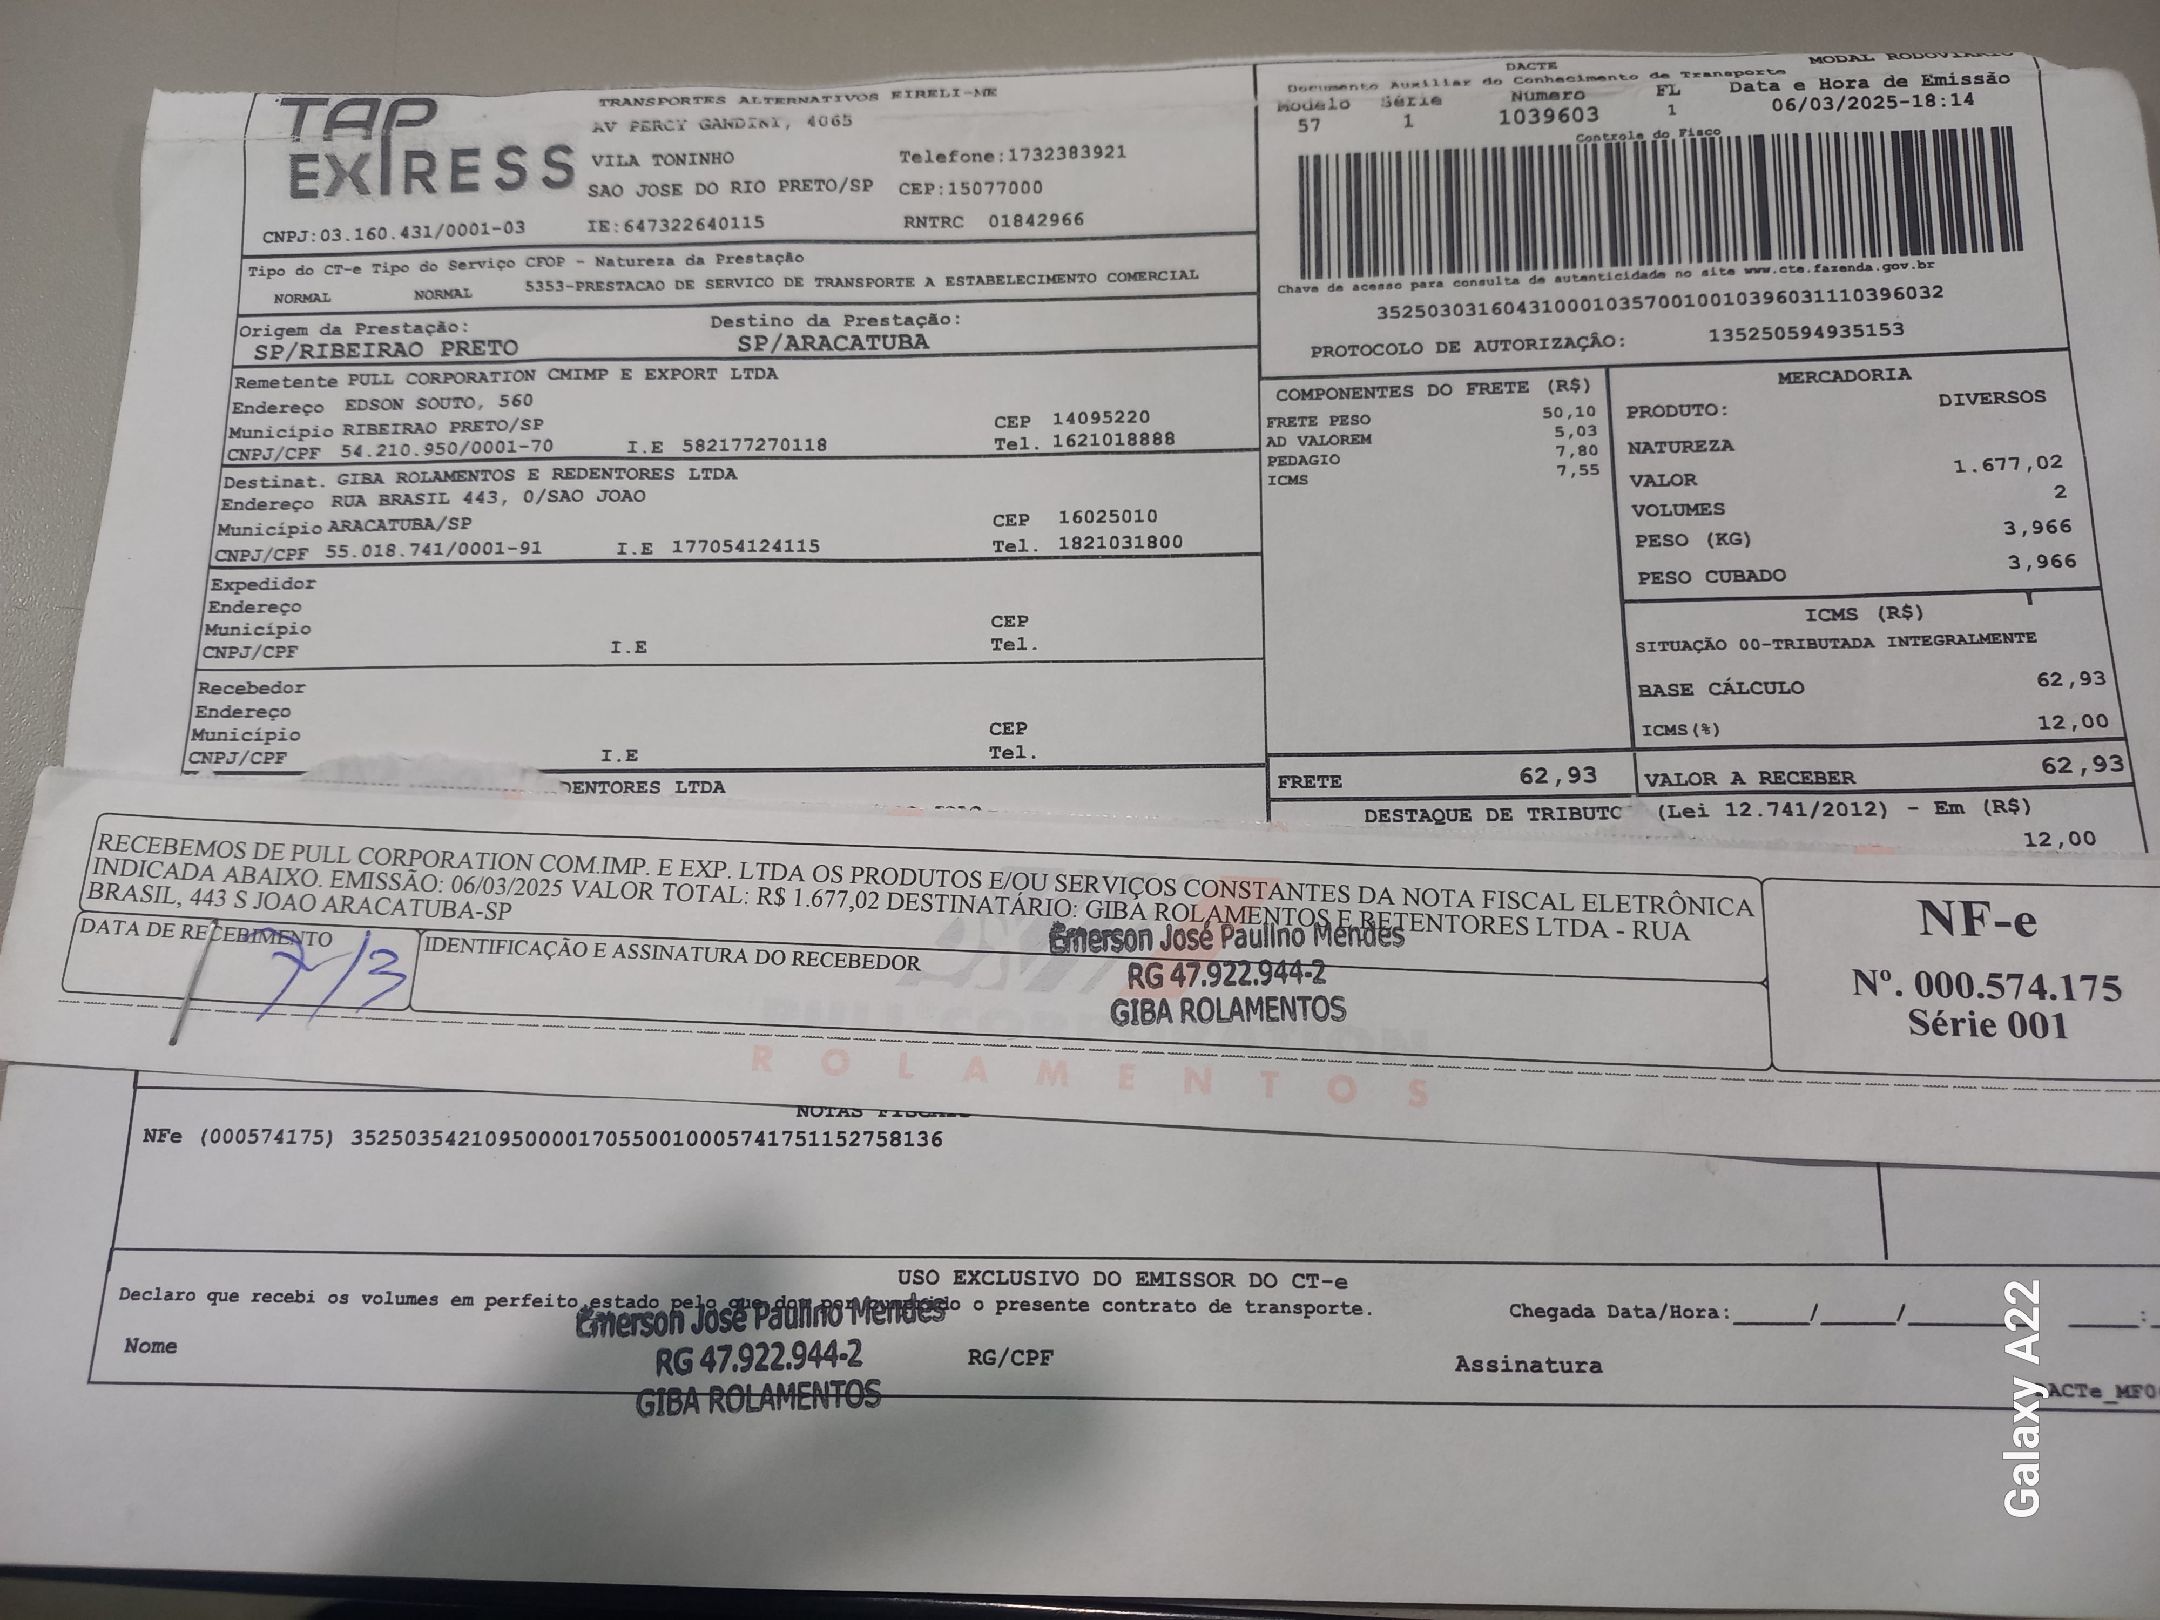 TAP
EXPRESS
TRANSPORTES ALTERNATIVOS EIRELI-ME
AV PERCY GANDINI, 4065
VILA TONINHO
Telefone:1732383921
SAO JOSE DO RIO PRETO/SP
CEP:15077000
CNPJ:03.160.431/0001-03
IE:647322640115
RNTRC 01842966
MODAL RODOVIARIO
DACTE
Documento Auxiliar do Conhecimento de Transporte
Modelo Série Número FL Data e Hora de Emissão
57 1 1039603 1 06/03/2025-18:14
Controle do Fisco
Chave de acesso para consulta de autenticidade no site www.cte.fazenda.gov.br
35250303160431000103570010010396031110396032
PROTOCOLO DE AUTORIZAÇÃO: 135250594935153
Tipo do CT-e Tipo do Serviço CFOP - Natureza da Prestação
NORMAL NORMAL 5353-PRESTACAO DE SERVICO DE TRANSPORTE A ESTABELECIMENTO COMERCIAL
Origem da Prestação: Destino da Prestação:
SP/RIBEIRAO PRETO SP/ARACATUBA
Remetente PULL CORPORATION CMIMP E EXPORT LTDA
Endereço EDSON SOUTO, 560
Município RIBEIRAO PRETO/SP CEP 14095220
CNPJ/CPF 54.210.950/0001-70 I.E 582177270118 Tel. 1621018888
Destinat. GIBA ROLAMENTOS E REDENTORES LTDA
Endereço RUA BRASIL 443, 0/SAO JOAO
Município ARACATUBA/SP CEP 16025010
CNPJ/CPF 55.018.741/0001-91 I.E 177054124115 Tel. 1821031800
Expedidor
Endereço
Município CEP
CNPJ/CPF I.E Tel.
Recebedor
Endereço
Município CEP
CNPJ/CPF I.E Tel.
DENTORES LTDA
COMPONENTES DO FRETE (R$)
FRETE PESO 50,10
AD VALOREM 5,03
PEDAGIO 7,80
ICMS 7,55
MERCADORIA
PRODUTO: DIVERSOS
NATUREZA
VALOR 1.677,02
VOLUMES 2
PESO (KG) 3,966
PESO CUBADO 3,966
ICMS (R$)
SITUAÇÃO 00-TRIBUTADA INTEGRALMENTE
BASE CÁLCULO 62,93
ICMS(%) 12,00
FRETE 62,93 VALOR A RECEBER 62,93
DESTAQUE DE TRIBUTO (Lei 12.741/2012) - Em (R$)
12,00
RECEBEMOS DE PULL CORPORATION COM.IMP. E EXP. LTDA OS PRODUTOS E/OU SERVIÇOS CONSTANTES DA NOTA FISCAL ELETRÔNICA
INDICADA ABAIXO. EMISSÃO: 06/03/2025 VALOR TOTAL: R$ 1.677,02 DESTINATÁRIO: GIBA ROLAMENTOS E RETENTORES LTDA - RUA
BRASIL, 443 S JOAO ARACATUBA-SP
DATA DE RECEBIMENTO
7/3
IDENTIFICAÇÃO E ASSINATURA DO RECEBEDOR
Emerson José Paulino Mendes
RG 47.922.944-2
GIBA ROLAMENTOS
NF-e
Nº. 000.574.175
Série 001
ROLAMENTOS
NOTAS FISCAIS
NFe (000574175) 35250354210950000170550010005741751152758136
USO EXCLUSIVO DO EMISSOR DO CT-e
Declaro que recebi os volumes em perfeito estado pelo que dou por cumprido o presente contrato de transporte.
Chegada Data/Hora:____/____/______ ____:
Emerson José Paulino Mendes
RG 47.922.944-2
GIBA ROLAMENTOS
Nome RG/CPF Assinatura
DACTe_MF0
Galaxy A22